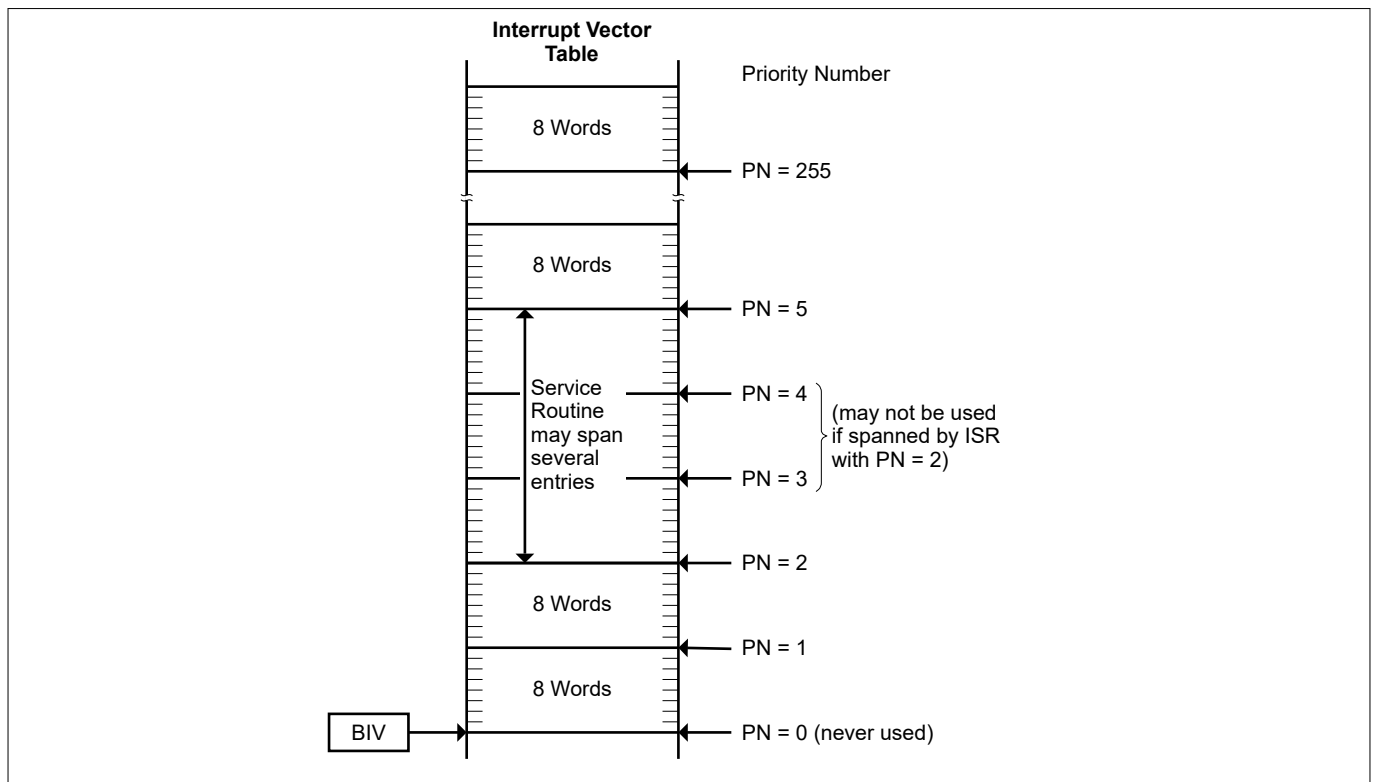 Interrupt Vector
Table
Priority Number
8 Words
PN = 255
8 Words
PN = 5
Service
Routine
may span
several
entries
PN = 4
(may not be used
if spanned by ISR
with PN = 2)
PN = 3
PN = 2
8 Words
PN = 1
8 Words
BIV
PN = 0 (never used)